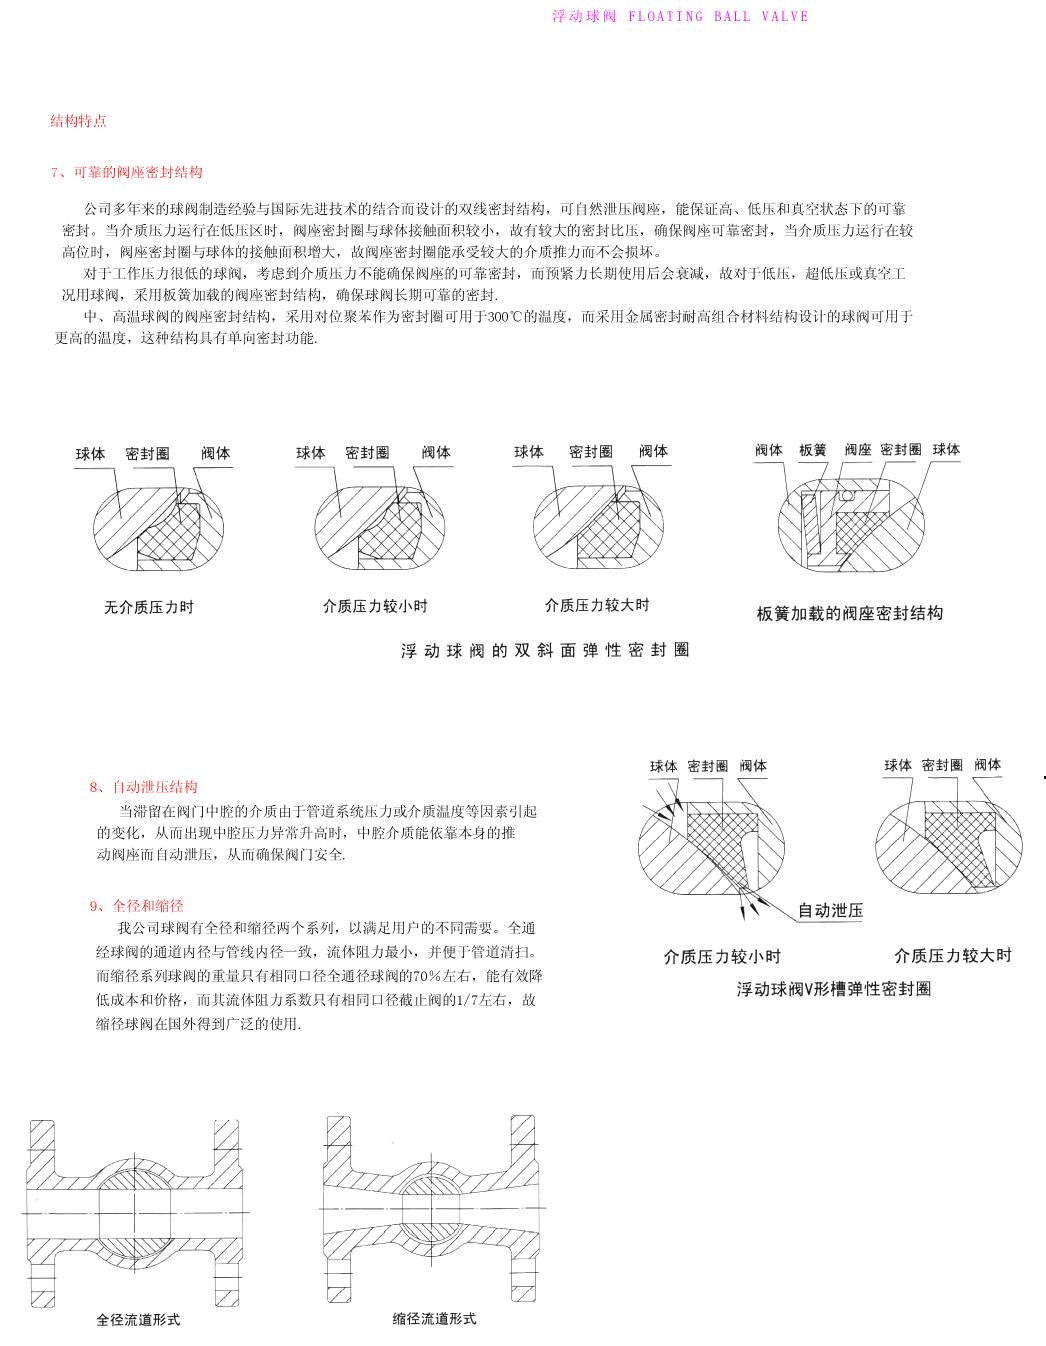 浮动球阀 FLOATING BALL VALVE
结构特点
7、可靠的阀座密封结构
公司多年来的球阀制造经验与国际先进技术的结合而设计的双线密封结构，可自然泄压阀座，能保证高、低压和真空状态下的可靠
密封。当介质压力运行在低压区时，阀座密封圈与球体接触面积较小，故有较大的密封比压，确保阀座可靠密封，当介质压力运行在较
高位时，阀座密封圈与球体的接触面积增大，故阀座密封圈能承受较大的介质推力而不会损坏。
对于工作压力很低的球阀，考虑到介质压力不能确保阀座的可靠密封，而预紧力长期使用后会衰减，故对于低压，超低压或真空工
况用球阀，采用板簧加载的阀座密封结构，确保球阀长期可靠的密封.
中、高温球阀的阀座密封结构，采用对位聚苯作为密封圈可用于300℃的温度，而采用金属密封耐高组合材料结构设计的球阀可用于
更高的温度，这种结构具有单向密封功能.
球体 密封圈 阀体
球体 密封圈 阀体
球体 密封圈 阀体
阀体 板簧 阀座 密封圈 球体
无介质压力时
介质压力较小时
介质压力较大时
板簧加载的阀座密封结构
浮动球阀的双斜面弹性密封圈
8、自动泄压结构
当滞留在阀门中腔的介质由于管道系统压力或介质温度等因素引起
的变化，从而出现中腔压力异常升高时，中腔介质能依靠本身的推
动阀座而自动泄压，从而确保阀门安全.
9、全径和缩径
我公司球阀有全径和缩径两个系列，以满足用户的不同需要。全通
经球阀的通道内径与管线内径一致，流体阻力最小，并便于管道清扫。
而缩径系列球阀的重量只有相同口径全通径球阀的70%左右，能有效降
低成本和价格，而其流体阻力系数只有相同口径截止阀的1/7左右，故
缩径球阀在国外得到广泛的使用.
球体 密封圈 阀体
球体 密封圈 阀体
自动泄压
介质压力较小时
介质压力较大时
浮动球阀V形槽弹性密封圈
全径流道形式
缩径流道形式